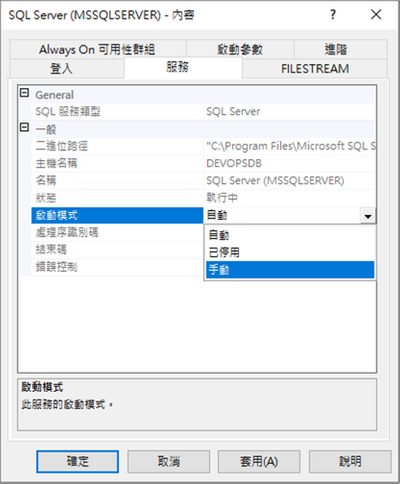 SQL Server (MSSQLSERVER) - 內容
Always On 可用性群組 啟動參數 進階
登入 服務 FILESTREAM
General
SQL 服務類型 SQL Server
一般
二進位路徑 "C:\Program Files\Microsoft SQL S
主機名稱 DEVOPSDB
名稱 SQL Server (MSSQLSERVER)
狀態 執行中
啟動模式 自動
處理序識別碼 自動
結束碼 已停用
錯誤控制 手動
啟動模式
此服務的啟動模式。
確定 取消 套用(A) 說明